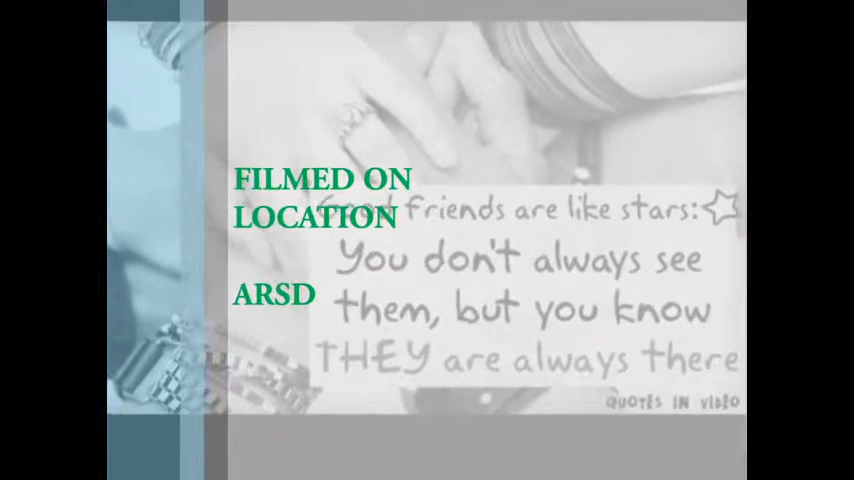 FILMED ON
LOCATION
ARSD
Good friends are like stars:
You don't always see
them, but you know
THEY are always there
QUOTES IN VIDEO